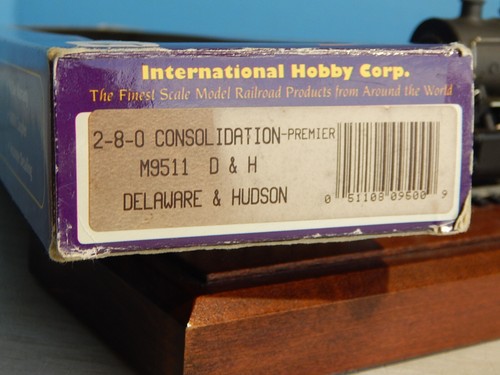 International Hobby Corp.
The Finest Scale Model Railroad Products from Around the World
2-8-0 CONSOLIDATION-PREMIER
M9511 D & H
DELAWARE & HUDSON
0 51108 09500 9